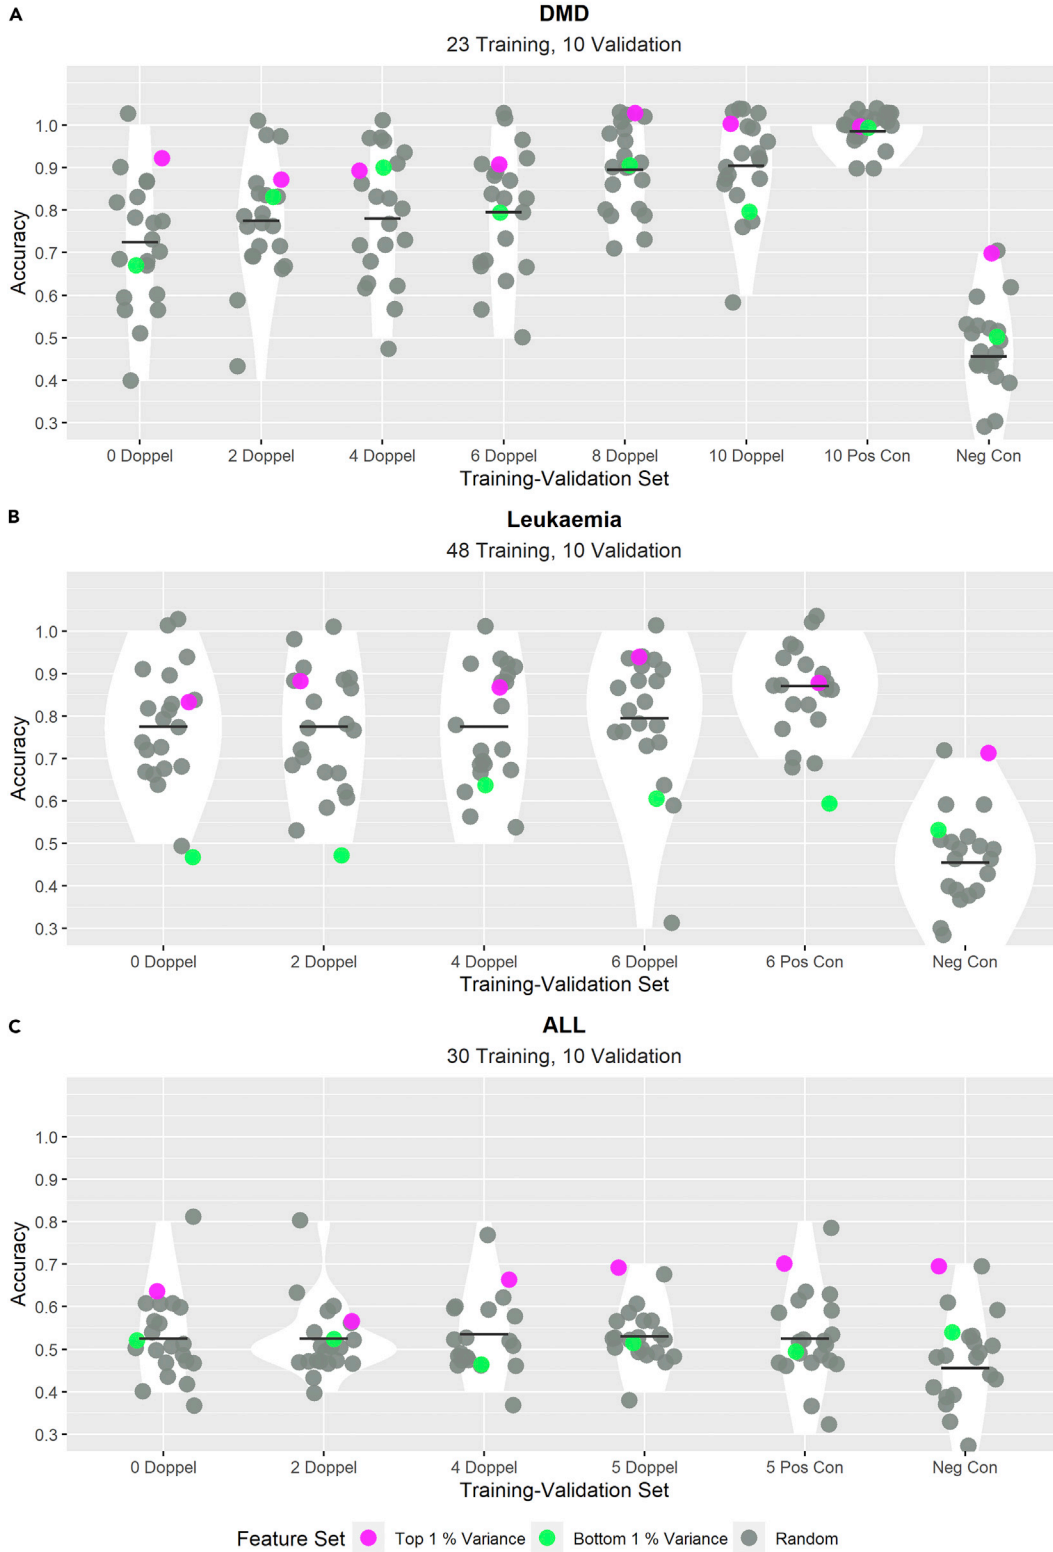 A
DMD
23 Training, 10 Validation
Accuracy
1.0
0.9
0.8
0.7
0.6
0.5
0.4
0.3
0 Doppel 2 Doppel 4 Doppel 6 Doppel 8 Doppel 10 Doppel 10 Pos Con Neg Con
Training-Validation Set
B
Leukaemia
48 Training, 10 Validation
Accuracy
1.0
0.9
0.8
0.7
0.6
0.5
0.4
0.3
0 Doppel 2 Doppel 4 Doppel 6 Doppel 6 Pos Con Neg Con
Training-Validation Set
C
ALL
30 Training, 10 Validation
Accuracy
1.0
0.9
0.8
0.7
0.6
0.5
0.4
0.3
0 Doppel 2 Doppel 4 Doppel 5 Doppel 5 Pos Con Neg Con
Training-Validation Set
Feature Set Top 1 % Variance Bottom 1 % Variance Random